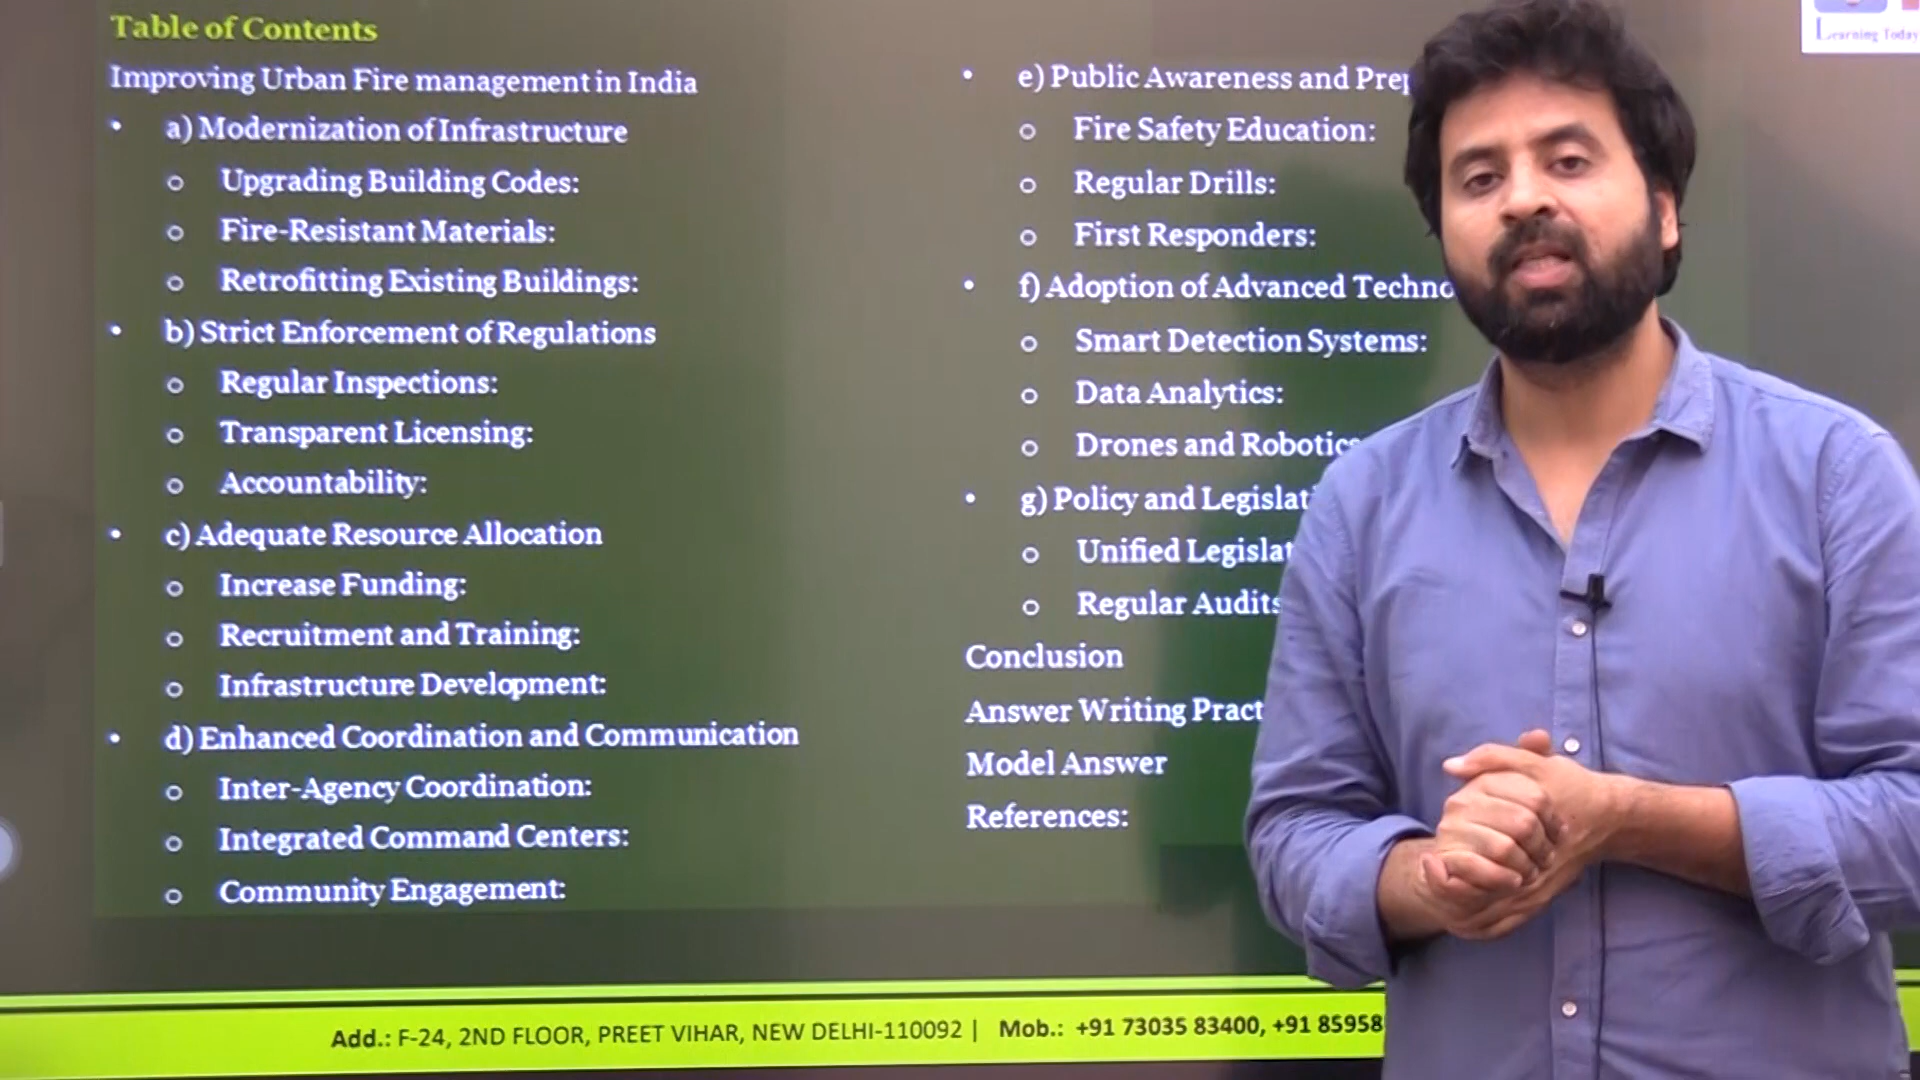 Table of Contents
Improving Urban Fire management in India
• a) Modernization of Infrastructure
o Upgrading Building Codes:
o Fire-Resistant Materials:
o Retrofitting Existing Buildings:
• b) Strict Enforcement of Regulations
o Regular Inspections:
o Transparent Licensing:
o Accountability:
• c) Adequate Resource Allocation
o Increase Funding:
o Recruitment and Training:
o Infrastructure Development:
• d) Enhanced Coordination and Communication
o Inter-Agency Coordination:
o Integrated Command Centers:
o Community Engagement:
• e) Public Awareness and
o Fire Safety Education:
o Regular Drills:
o First Responders:
• f) Adoption of Advanced
o Smart Detection Systems:
o Data Analytics:
o Drones and
• g) Policy and
o Unified
o Regular Audits
Conclusion
Answer Writing
Model Answer
References:
Learning Today
Add.: F-24, 2ND FLOOR, PREET VIHAR, NEW DELHI-110092 | Mob.: +91 73035 83400, +91 85958